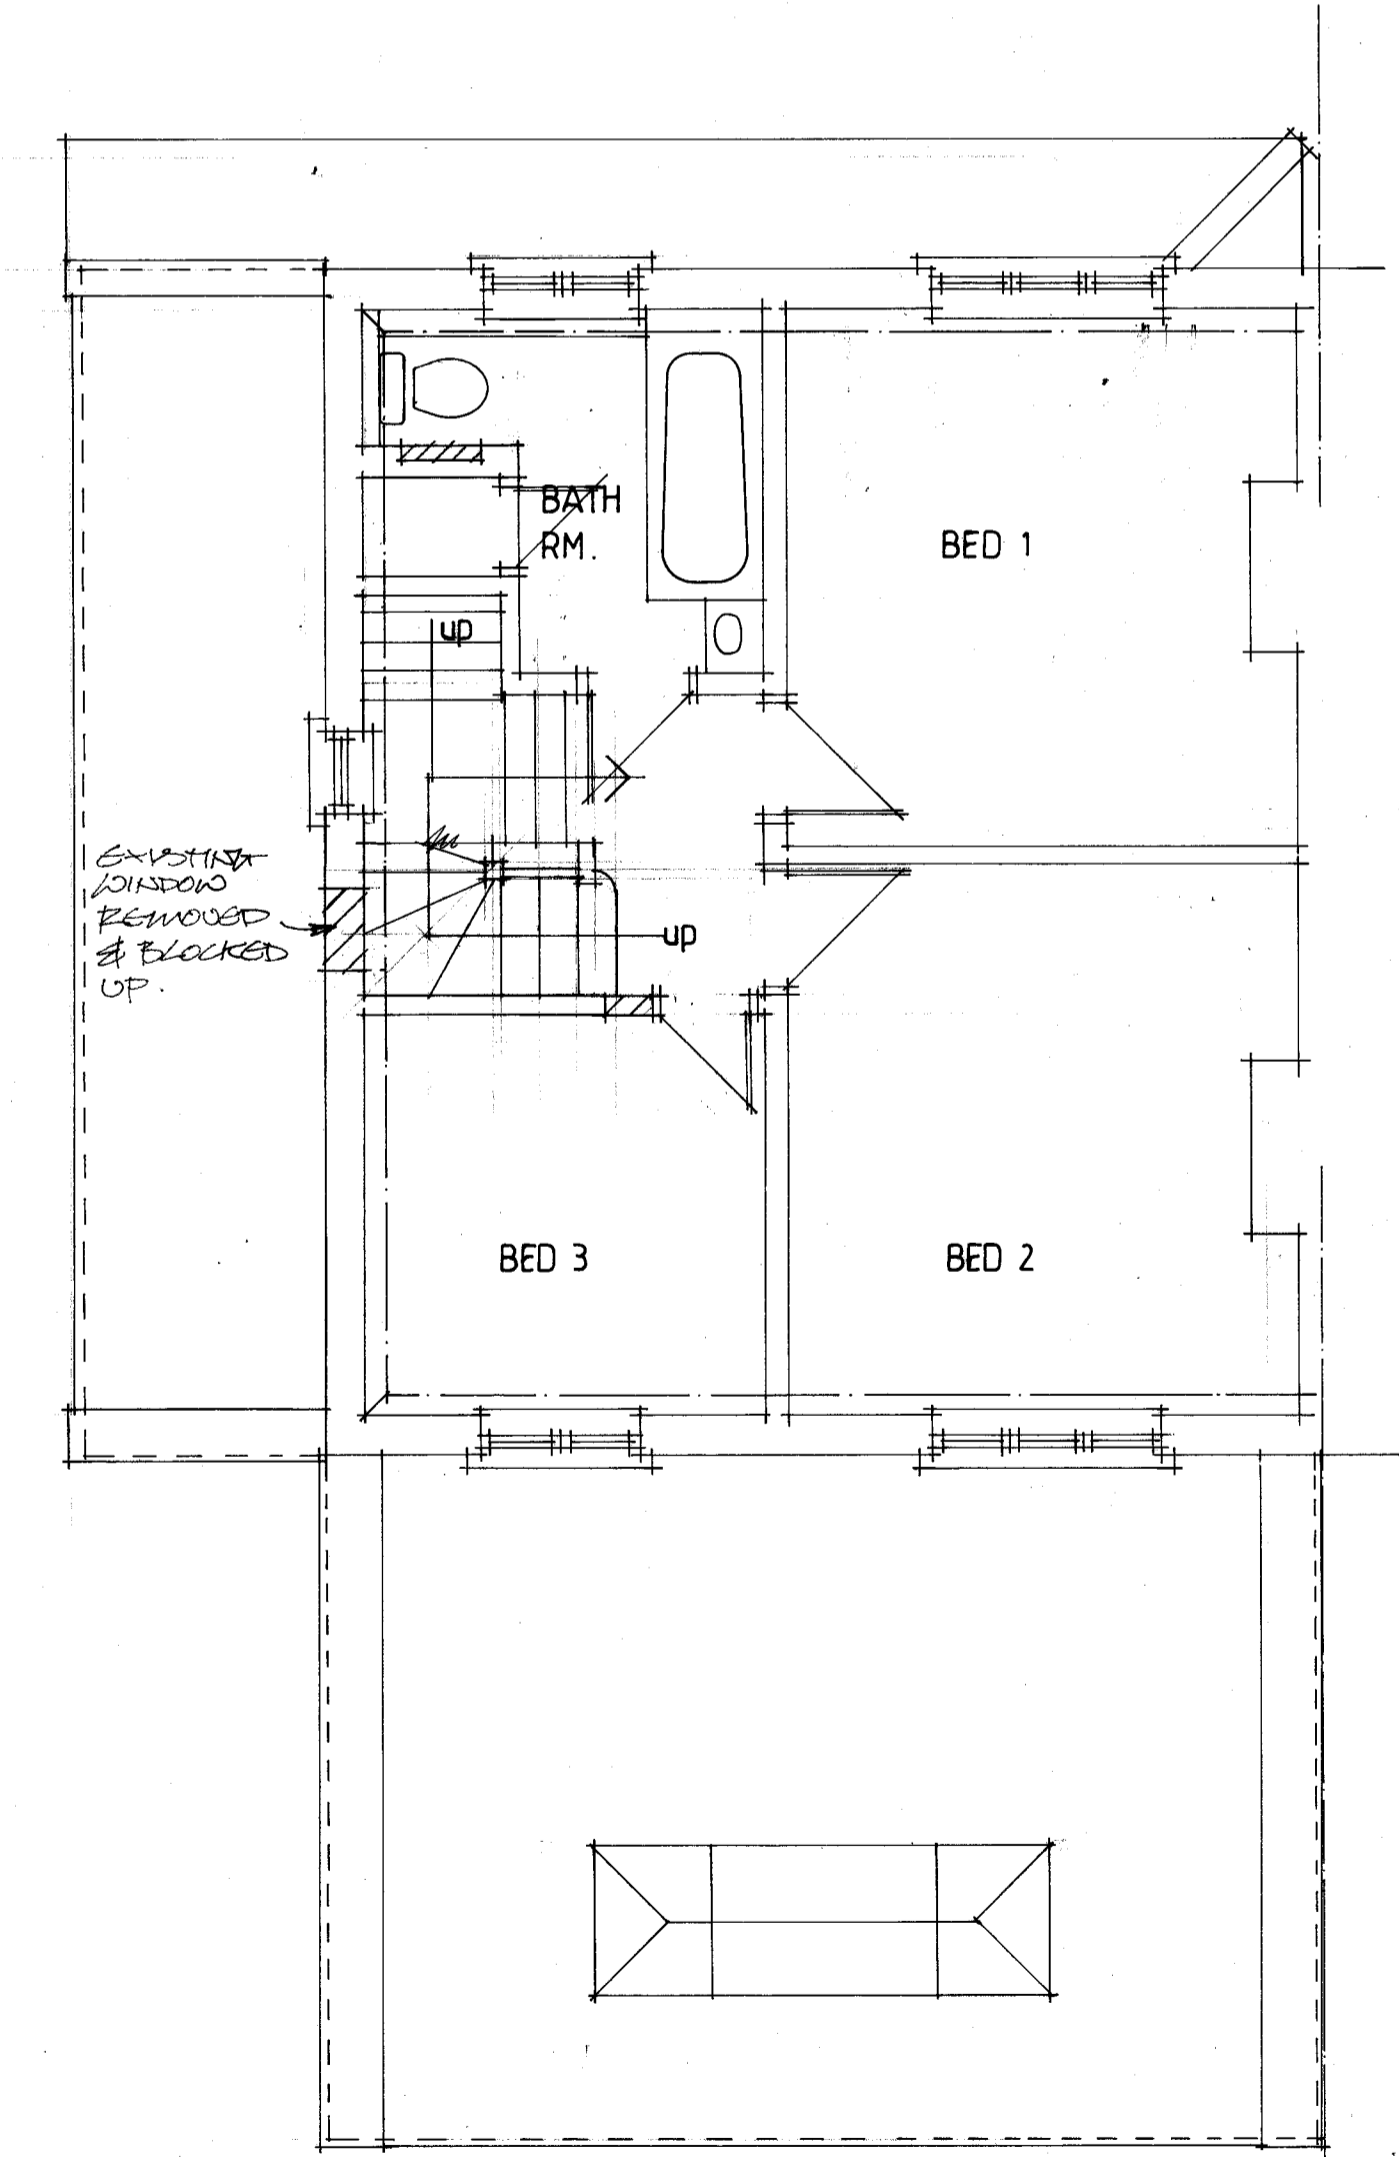 BATH
RM.
BED 1
up
EXISTING
WINDOW
REMOVED
& BLOCKED
UP.
up
BED 3
BED 2